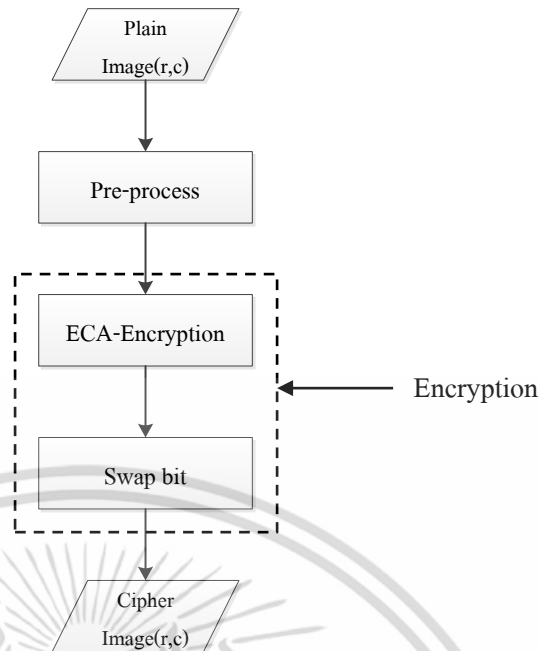 Plain
Image(r,c)
Pre-process
ECA-Encryption
Encryption
Swap bit
Cipher
Image(r,c)